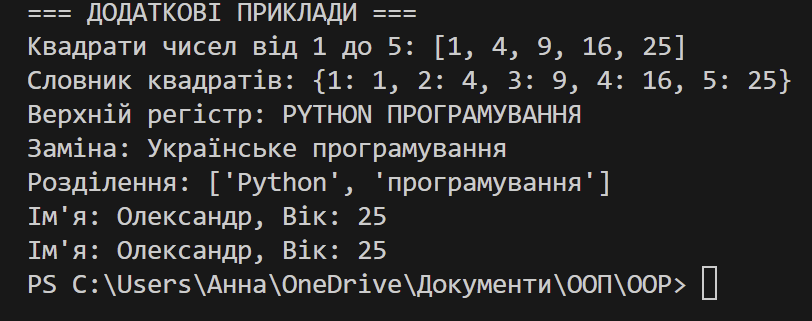 === ДОДАТКОВІ ПРИКЛАДИ ===
Квадрати чисел від 1 до 5: [1, 4, 9, 16, 25]
Словник квадратів: {1: 1, 2: 4, 3: 9, 4: 16, 5: 25}
Верхній регістр: PYTHON ПРОГРАМУВАННЯ
Заміна: Українське програмування
Розділення: ['Python', 'програмування']
Ім'я: Олександр, Вік: 25
Ім'я: Олександр, Вік: 25
PS C:\Users\Анна\OneDrive\Документи\ООП\OOP>